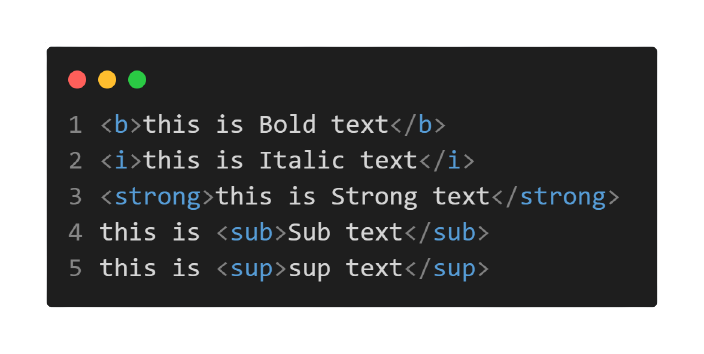 1 <b>this is Bold text</b>
2 <i>this is Italic text</i>
3 <strong>this is Strong text</strong>
4 this is <sub>Sub text</sub>
5 this is <sup>sup text</sup>